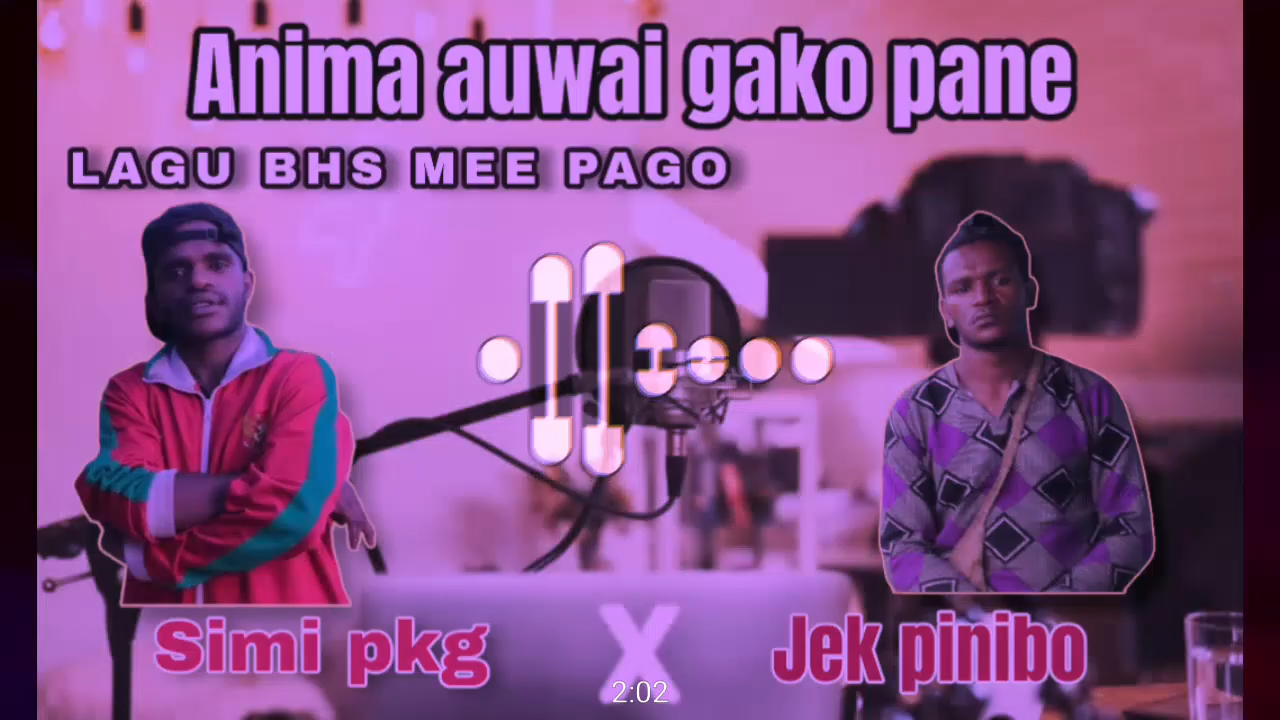 Anima auwai gako pane
LAGU BHS MEE PAGO
Simi pkg X Jek pinibo
2:02